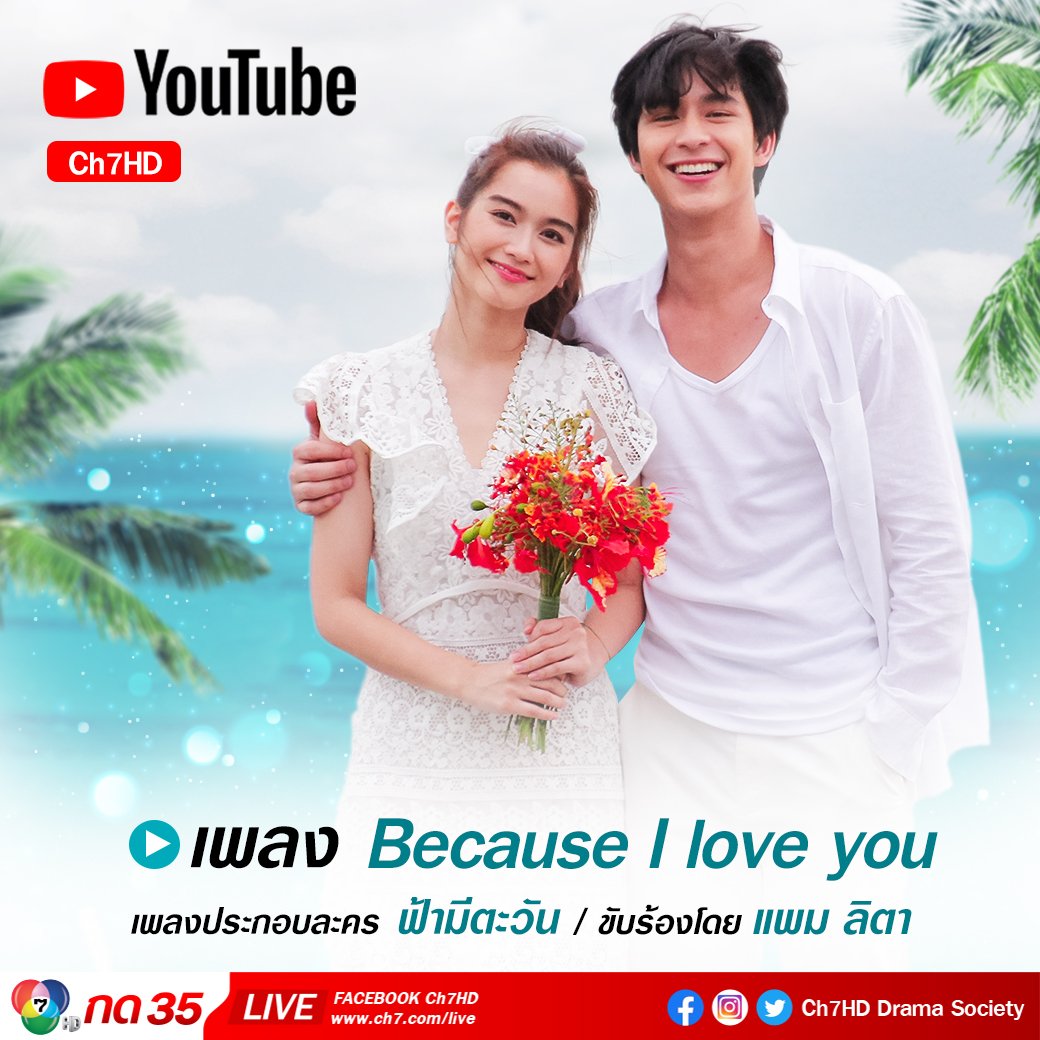 YouTube
Ch7HD
เพลง Because I love you
เพลงประกอบละคร ฟ้ามีตะวัน / ขับร้องโดย แพม ลิตา
7 HD กด 35 LIVE FACEBOOK Ch7HD
www.ch7.com/live
Ch7HD Drama Society